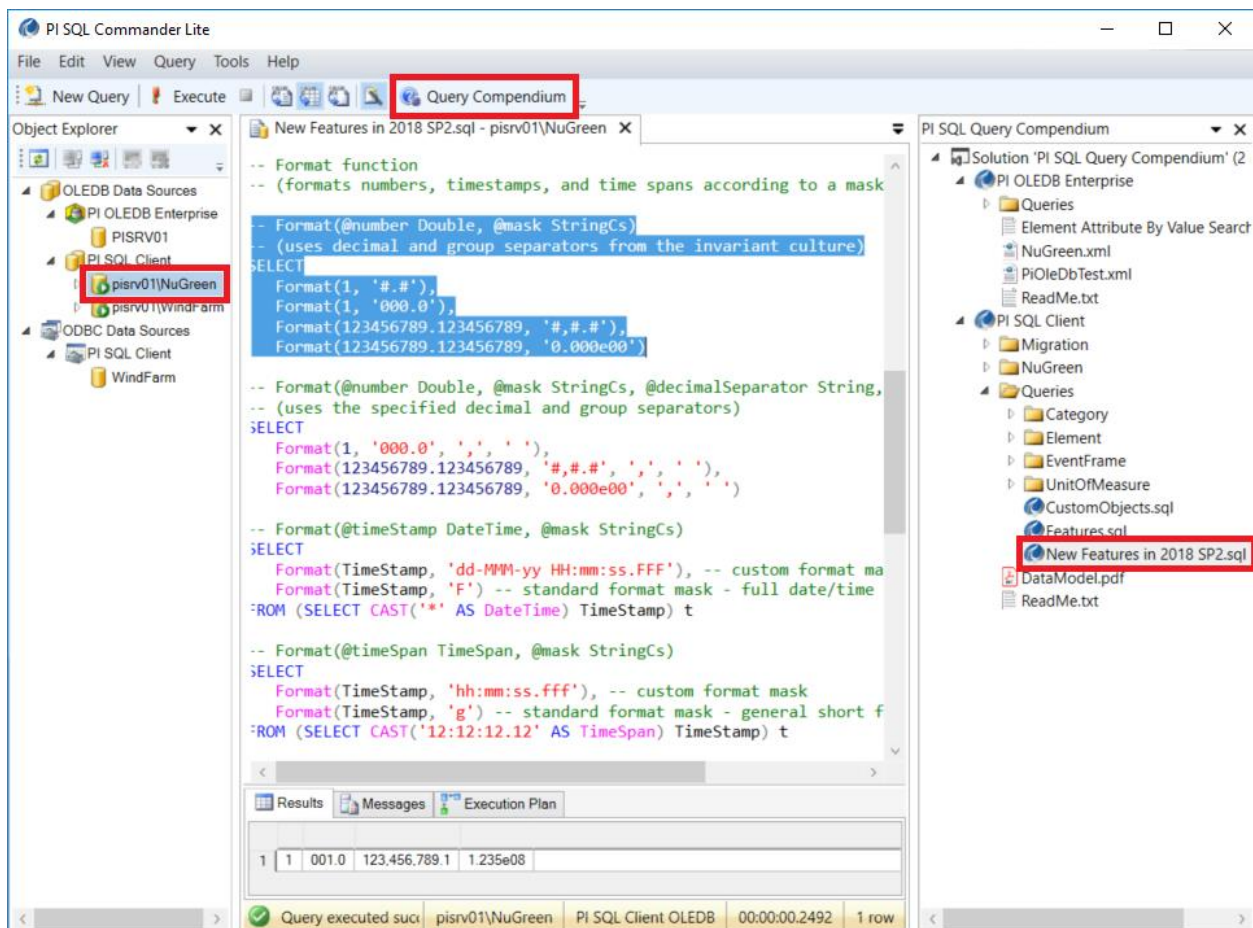 PI SQL Commander Lite
File Edit View Query Tools Help
New Query Execute Query Compendium
Object Explorer
OLEDB Data Sources
PI OLEDB Enterprise
PISRV01
PI SQL Client
pisrv01\NuGreen
pisrv01\WindFarm
ODBC Data Sources
PI SQL Client
WindFarm
New Features in 2018 SP2.sql - pisrv01\NuGreen
-- Format function
-- (formats numbers, timestamps, and time spans according to a mask
-- Format(@number Double, @mask StringCs)
-- (uses decimal and group separators from the invariant culture)
SELECT
Format(1, '#.#'),
Format(1, '000.0'),
Format(123456789.123456789, '#,#.#'),
Format(123456789.123456789, '0.000e00')
-- Format(@number Double, @mask StringCs, @decimalSeparator String,
-- (uses the specified decimal and group separators)
SELECT
Format(1, '000.0', ',', ' '),
Format(123456789.123456789, '#,#.#', ',', ' '),
Format(123456789.123456789, '0.000e00', ',', ' ')
-- Format(@timeStamp DateTime, @mask StringCs)
SELECT
Format(TimeStamp, 'dd-MMM-yy HH:mm:ss.FFF'), -- custom format ma
Format(TimeStamp, 'F') -- standard format mask - full date/time
FROM (SELECT CAST('*' AS DateTime) TimeStamp) t
-- Format(@timeSpan TimeSpan, @mask StringCs)
SELECT
Format(TimeStamp, 'hh:mm:ss.fff'), -- custom format mask
Format(TimeStamp, 'g') -- standard format mask - general short f
FROM (SELECT CAST('12:12:12.12' AS TimeSpan) TimeStamp) t
Results Messages Execution Plan
1 1 001.0 123,456,789.1 1.235e08
Query executed succ pisrv01\NuGreen PI SQL Client OLEDB 00:00:00.2492 1 row
PI SQL Query Compendium
Solution 'PI SQL Query Compendium' (2
PI OLEDB Enterprise
Queries
Element Attribute By Value Search
NuGreen.xml
PiOleDbTest.xml
ReadMe.txt
PI SQL Client
Migration
NuGreen
Queries
Category
Element
EventFrame
UnitOfMeasure
CustomObjects.sql
Features.sql
New Features in 2018 SP2.sql
DataModel.pdf
ReadMe.txt